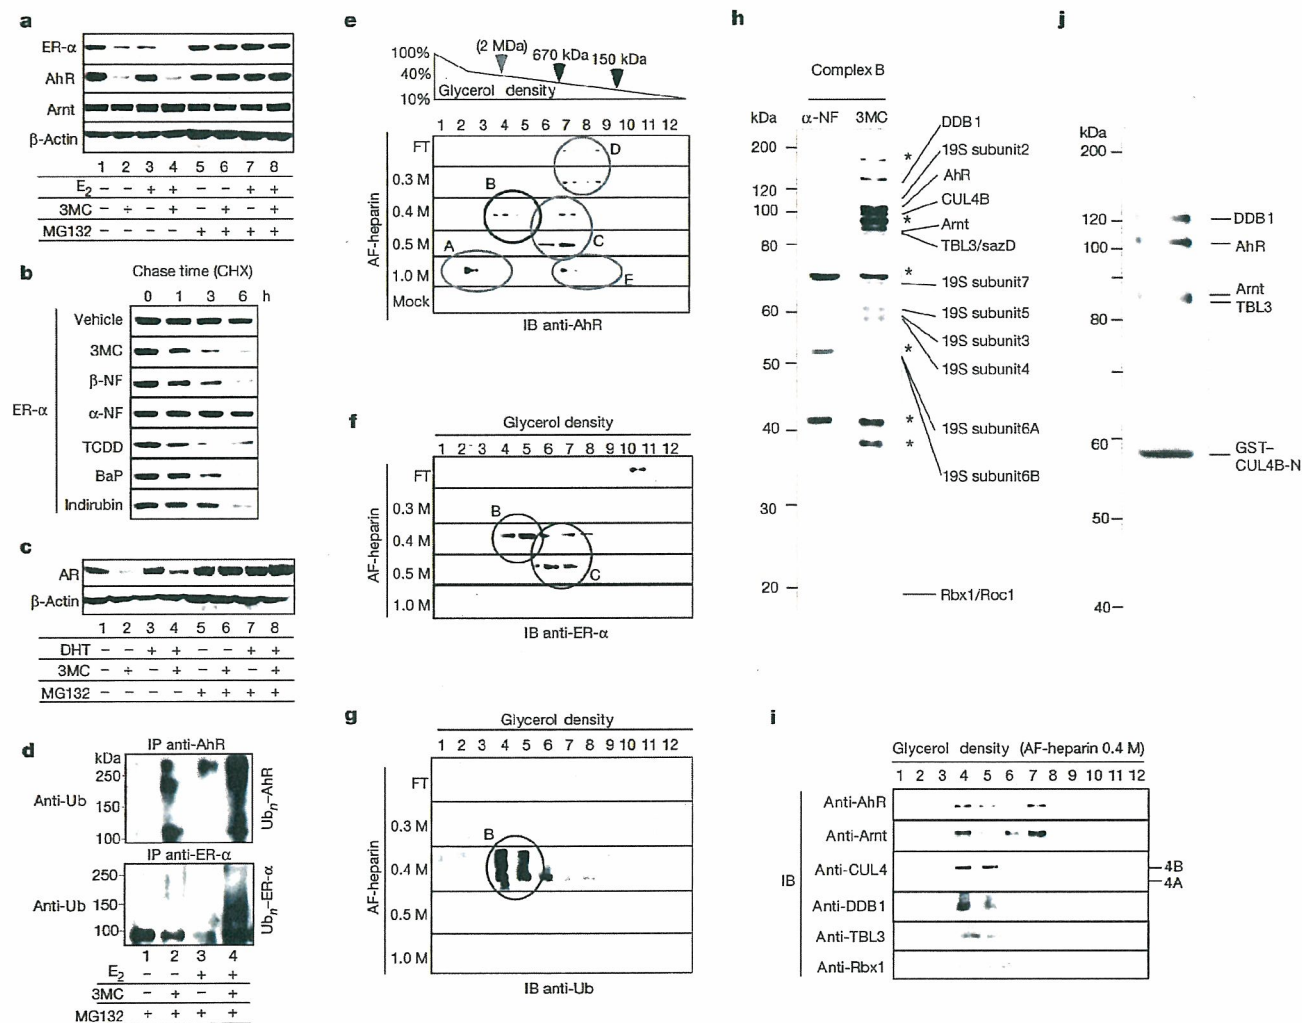 a
ER-α
AhR
Arnt
β-Actin
1 2 3 4 5 6 7 8
E2 – – + + – – + +
3MC – + – + – + – +
MG132 – – – – + + + +
b
Chase time (CHX)
0 1 3 6 h
Vehicle
3MC
β-NF
ER-α
α-NF
TCDD
BaP
Indirubin
c
AR
β-Actin
1 2 3 4 5 6 7 8
DHT – – + + – – + +
3MC – + – + – + – +
MG132 – – – – + + + +
d
IP anti-AhR
kDa
250
Anti-Ub
150
100
Ubn–AhR
IP anti-ER-α
250
Anti-Ub
150
100
Ubn–ER-α
1 2 3 4
E2 – – + +
3MC – + – +
MG132 + + + +
e
100%
40%
10%
(2 MDa)
670 kDa
150 kDa
Glycerol density
1 2 3 4 5 6 7 8 9 10 11 12
AF-heparin
FT
0.3 M
0.4 M
0.5 M
1.0 M
Mock
D
B
C
A
E
IB anti-AhR
f
Glycerol density
1 2 3 4 5 6 7 8 9 10 11 12
AF-heparin
FT
0.3 M
0.4 M
0.5 M
1.0 M
B
C
IB anti-ER-α
g
Glycerol density
1 2 3 4 5 6 7 8 9 10 11 12
AF-heparin
FT
0.3 M
0.4 M
0.5 M
1.0 M
B
IB anti-Ub
h
Complex B
kDa α-NF 3MC
200
120
100
80
60
50
40
30
20
*
*
*
*
*
*
DDB1
19S subunit2
AhR
CUL4B
Arnt
TBL3/sazD
19S subunit7
19S subunit5
19S subunit3
19S subunit4
19S subunit6A
19S subunit6B
Rbx1/Roc1
j
kDa
200
120
100
80
60
50
40
DDB1
AhR
Arnt
TBL3
GST–
CUL4B-N
i
Glycerol density (AF-heparin 0.4 M)
1 2 3 4 5 6 7 8 9 10 11 12
IB
Anti-AhR
Anti-Arnt
Anti-CUL4
4B
4A
Anti-DDB1
Anti-TBL3
Anti-Rbx1